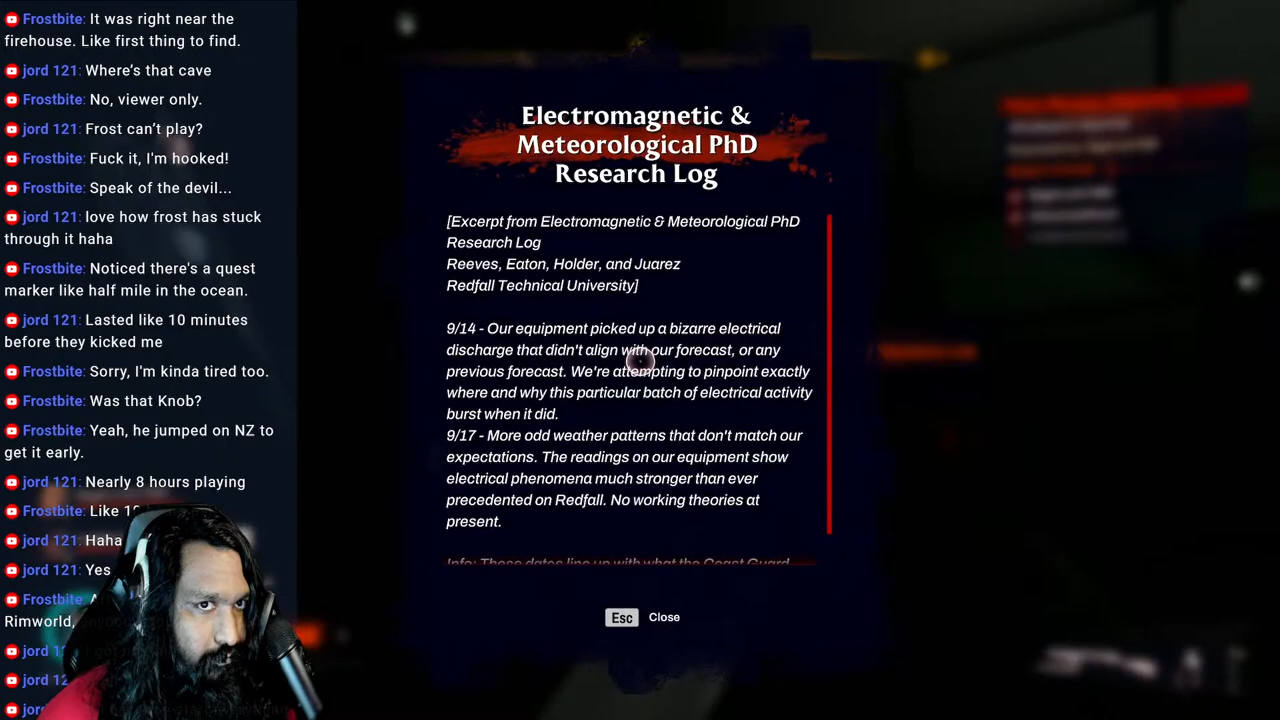 Frostbite: It was right near the
firehouse. Like first thing to find.
jord 121: Where's that cave
Frostbite: No, viewer only.
jord 121: Frost can't play?
Frostbite: Fuck it, I'm hooked!
Frostbite: Speak of the devil...
jord 121: love how frost has stuck
through it haha
Frostbite: Noticed there's a quest
marker like half mile in the ocean.
jord 121: Lasted like 10 minutes
before they kicked me
Frostbite: Sorry, I'm kinda tired too.
Frostbite: Was that Knob?
Frostbite: Yeah, he jumped on NZ to
get it early.
jord 121: Nearly 8 hours playing
Frostbite: Like
jord 121: Haha
jord 121: Yes
Frostbite:
Rimworld,
Electromagnetic &
Meteorological PhD
Research Log
[Excerpt from Electromagnetic & Meteorological PhD
Research Log
Reeves, Eaton, Holder, and Juarez
Redfall Technical University]
9/14 - Our equipment picked up a bizarre electrical
discharge that didn't align with our forecast, or any
previous forecast. We're attempting to pinpoint exactly
where and why this particular batch of electrical activity
burst when it did.
9/17 - More odd weather patterns that don't match our
expectations. The readings on our equipment show
electrical phenomena much stronger than ever
precedented on Redfall. No working theories at
present.
Info: These dates line up with what the Coast Guard
Esc Close